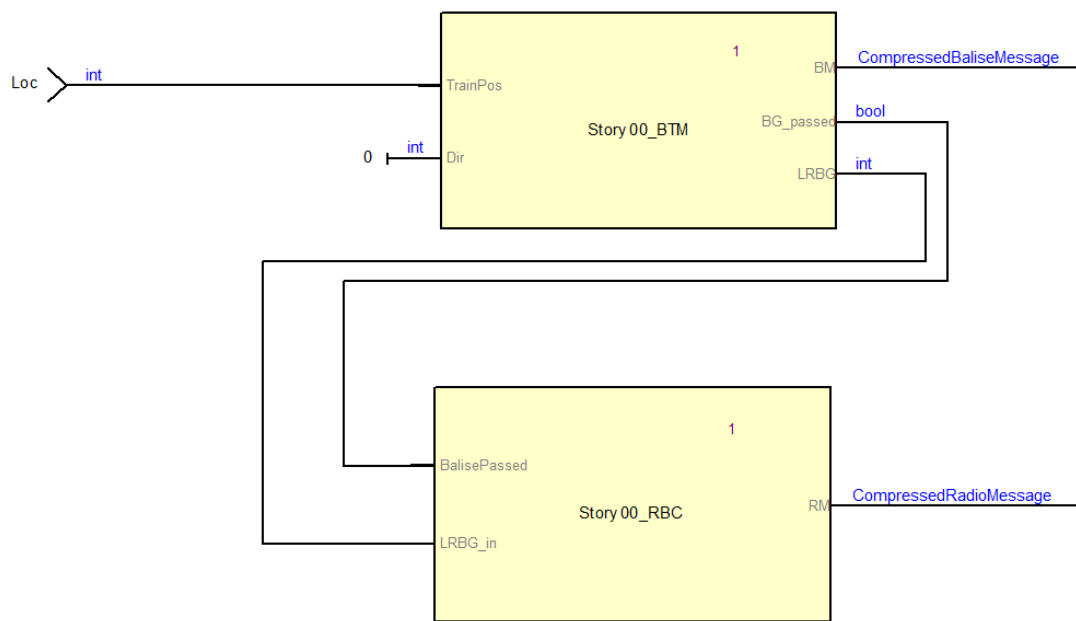 1
CompressedBaliseMessage
BM
Loc
int
TrainPos
bool
BG_passed
Story 00_BTM
0
int
Dir
int
LRBG
1
BalisePassed
CompressedRadioMessage
RM
Story 00_RBC
LRBG_in